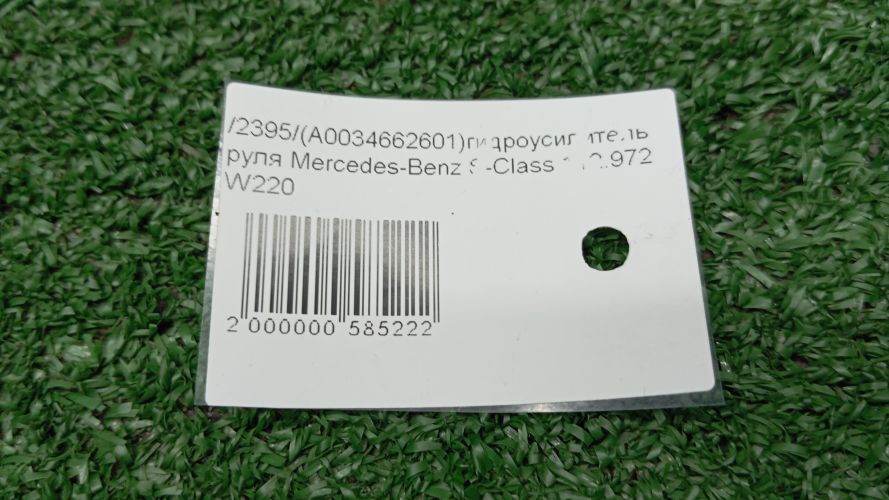 /2395/(A0034662601)гидроусилитель
руля Mercedes-Benz S-Class
W220
2 000000 585222